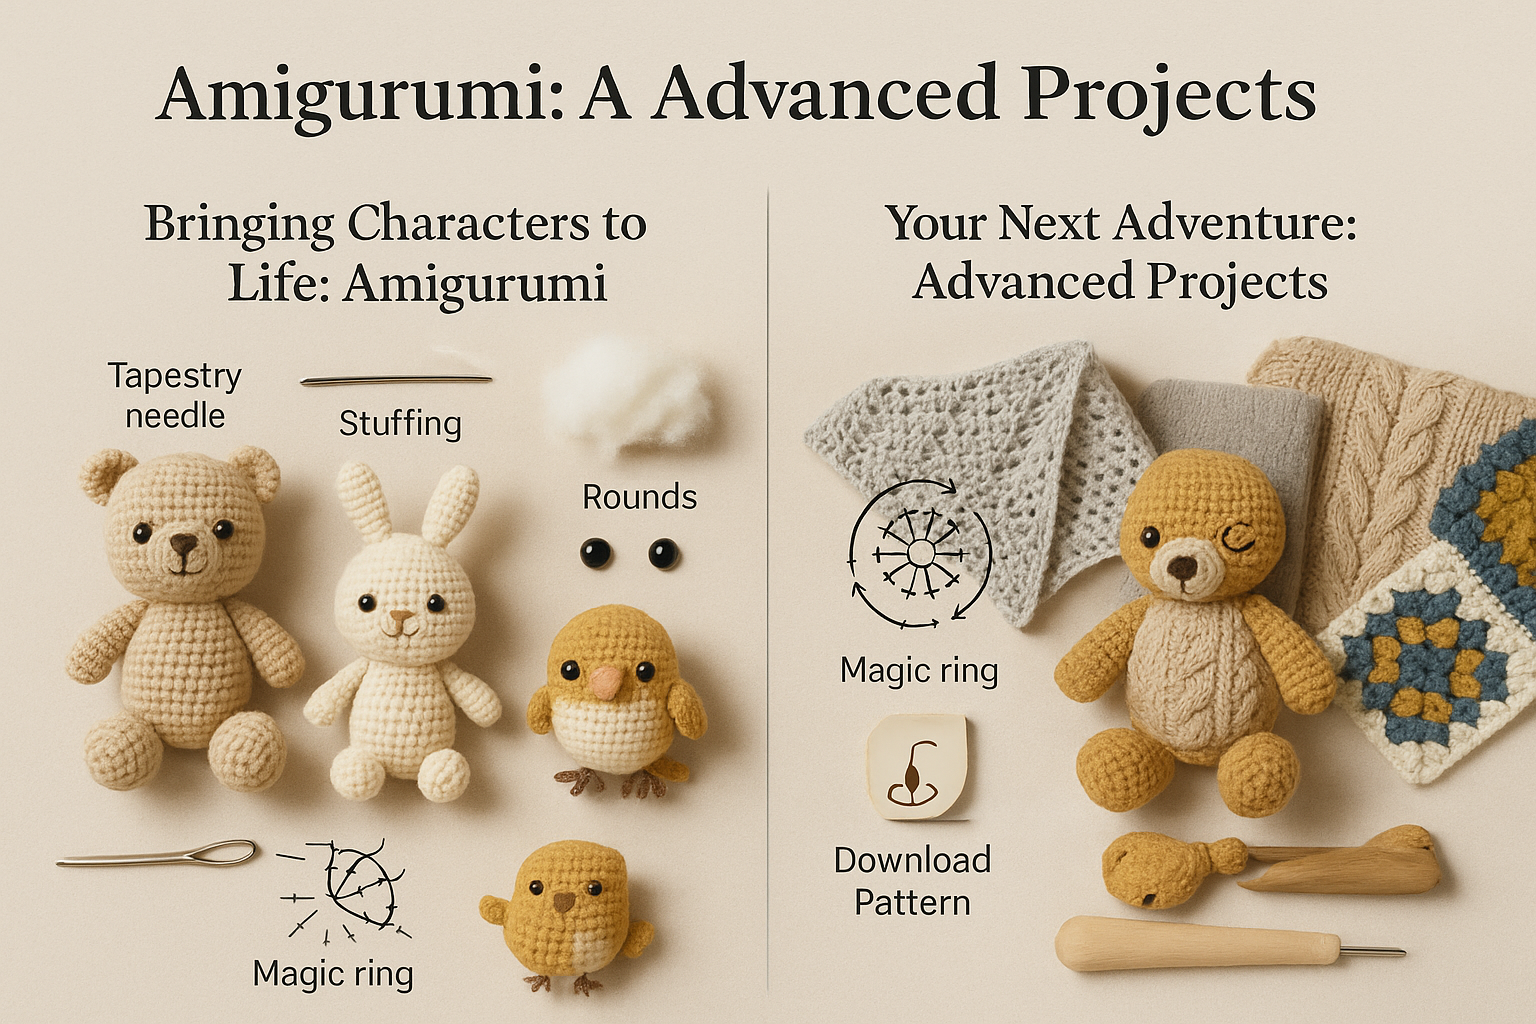 Amigurumi: A Advanced Projects
Bringing Characters to
Life: Amigurumi
Tapestry
needle
Stuffing
Rounds
Magic ring
Your Next Adventure:
Advanced Projects
Magic ring
Download
Pattern